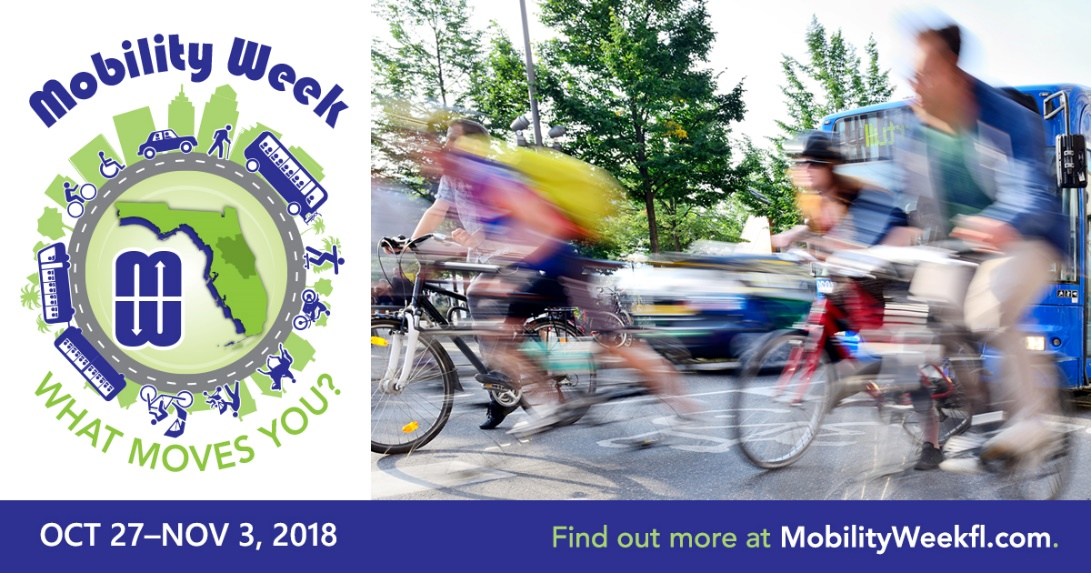 Mobility Week
WHAT MOVES YOU?
OCT 27–NOV 3, 2018
Find out more at MobilityWeekfl.com.